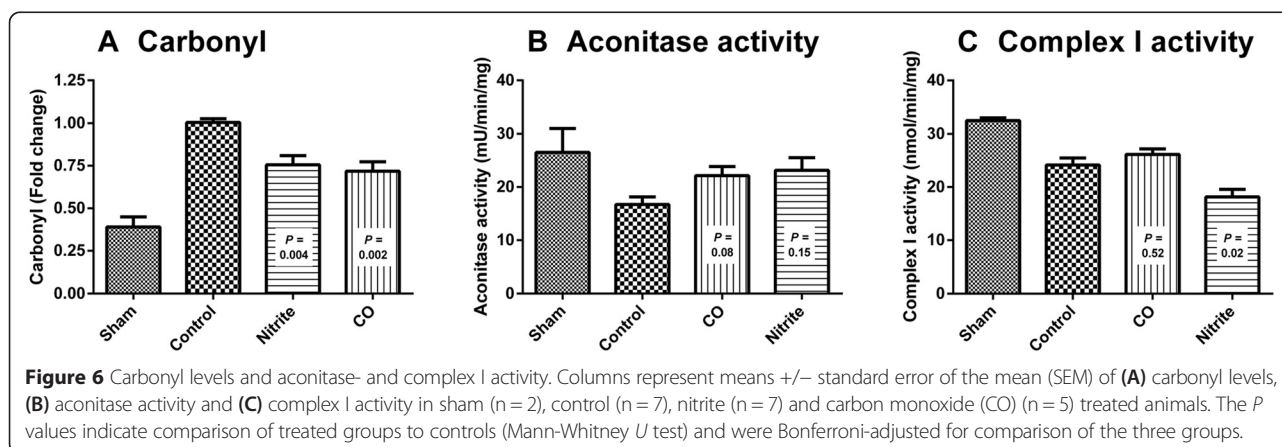 A Carbonyl
Carbonyl (Fold change)
1.25
1.00
0.75
0.50
0.25
0.00
P =
0.004
P =
0.002
Sham
Control
Nitrite
CO
B Aconitase activity
Aconitase activity (mU/min/mg)
40
30
20
10
0
P =
0.08
P =
0.15
Sham
Control
CO
Nitrite
C Complex I activity
Complex I activity (nmol/min/mg)
40
30
20
10
0
P =
0.52
P =
0.02
Sham
Control
CO
Nitrite
Figure 6 Carbonyl levels and aconitase- and complex I activity. Columns represent means +/− standard error of the mean (SEM) of (A) carbonyl levels,
(B) aconitase activity and (C) complex I activity in sham (n = 2), control (n = 7), nitrite (n = 7) and carbon monoxide (CO) (n = 5) treated animals. The P
values indicate comparison of treated groups to controls (Mann-Whitney U test) and were Bonferroni-adjusted for comparison of the three groups.